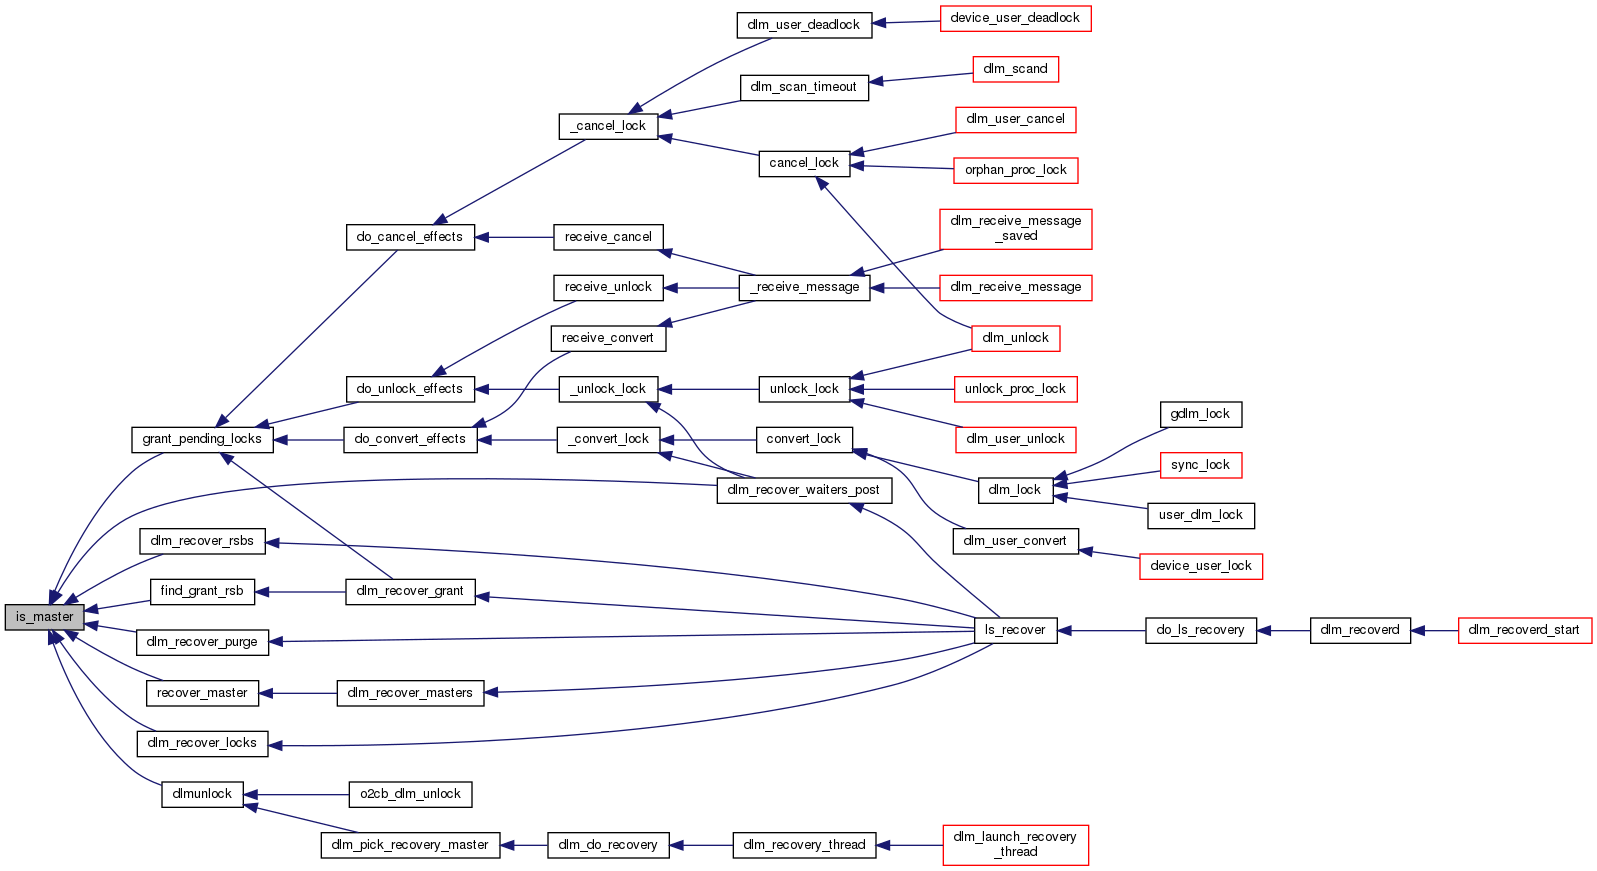 dlm_user_deadlock
device_user_deadlock
dlm_scan_timeout
dlm_scand
_cancel_lock
dlm_user_cancel
cancel_lock
orphan_proc_lock
do_cancel_effects
receive_cancel
dlm_receive_message
_saved
receive_unlock
_receive_message
dlm_receive_message
receive_convert
dlm_unlock
do_unlock_effects
_unlock_lock
unlock_lock
unlock_proc_lock
grant_pending_locks
do_convert_effects
_convert_lock
convert_lock
dlm_user_unlock
gdlm_lock
sync_lock
dlm_recover_waiters_post
dlm_lock
user_dlm_lock
dlm_recover_rsbs
dlm_user_convert
device_user_lock
find_grant_rsb
dlm_recover_grant
is_master
dlm_recover_purge
ls_recover
do_ls_recovery
dlm_recoverd
dlm_recoverd_start
recover_master
dlm_recover_masters
dlm_recover_locks
dlmunlock
o2cb_dlm_unlock
dlm_pick_recovery_master
dlm_do_recovery
dlm_recovery_thread
dlm_launch_recovery
_thread